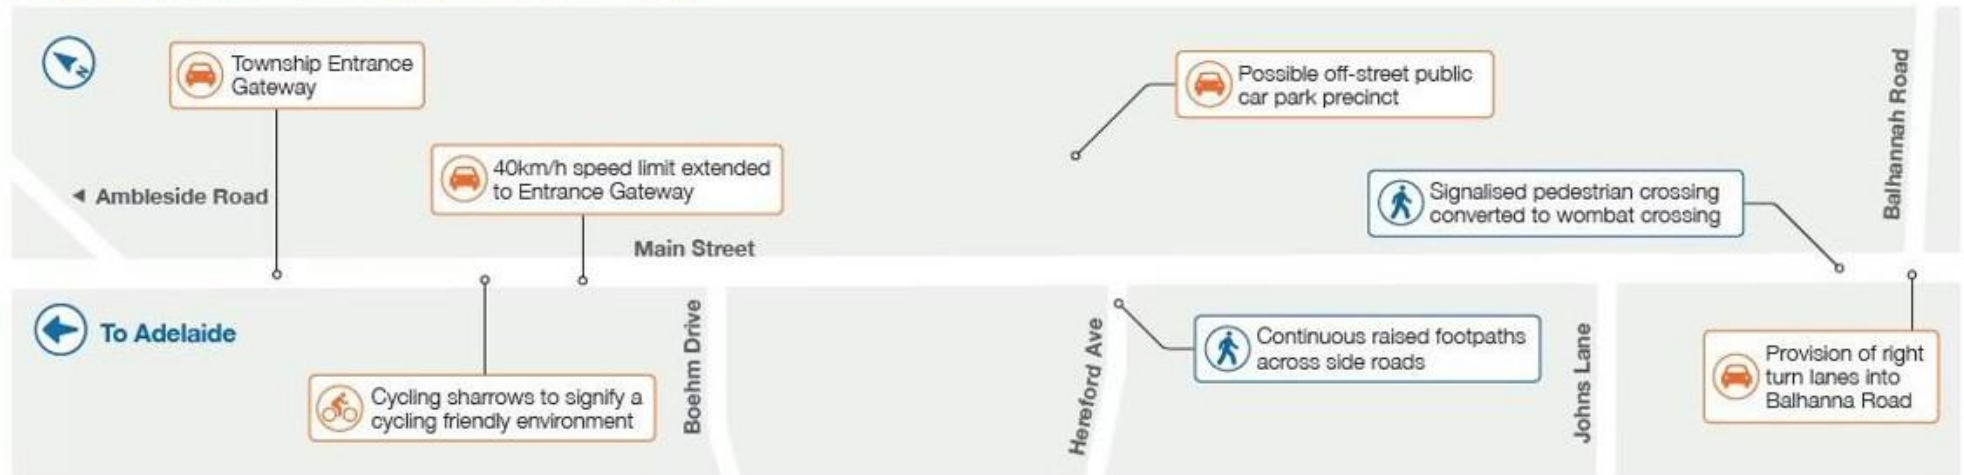 N
Township Entrance
Gateway
Possible off-street public
car park precinct
Balhannah Road
40km/h speed limit extended
to Entrance Gateway
Ambleside Road
Signalised pedestrian crossing
converted to wombat crossing
Main Street
To Adelaide
Boehm Drive
Hereford Ave
Continuous raised footpaths
across side roads
Johns Lane
Provision of right
turn lanes into
Balhanna Road
Cycling sharrows to signify a
cycling friendly environment